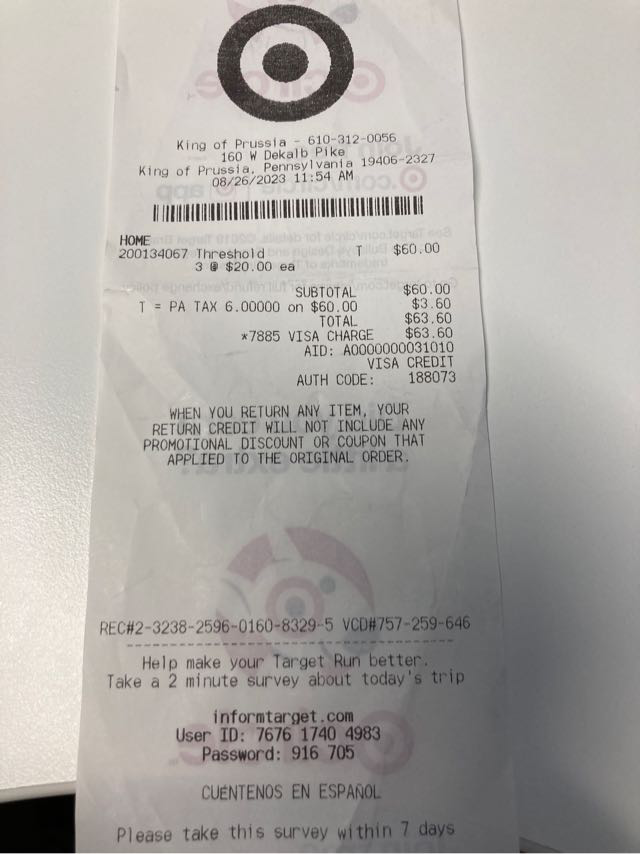 King of Prussia - 610-312-0056
160 W Dekalb Pike
King of Prussia, Pennsylvania 19406-2327
08/26/2023 11:54 AM
HOME
200134067 Threshold T $60.00
3 @ $20.00 ea
SUBTOTAL $60.00
T = PA TAX 6.00000 on $60.00 $3.60
TOTAL $63.60
*7885 VISA CHARGE $63.60
AID: A0000000031010
VISA CREDIT
AUTH CODE: 188073
WHEN YOU RETURN ANY ITEM, YOUR
RETURN CREDIT WILL NOT INCLUDE ANY
PROMOTIONAL DISCOUNT OR COUPON THAT
APPLIED TO THE ORIGINAL ORDER.
REC#2-3238-2596-0160-8329-5 VCD#757-259-646
Help make your Target Run better.
Take a 2 minute survey about today's trip
informtarget.com
User ID: 7676 1740 4983
Password: 916 705
CUÉNTENOS EN ESPAÑOL
Please take this survey within 7 days